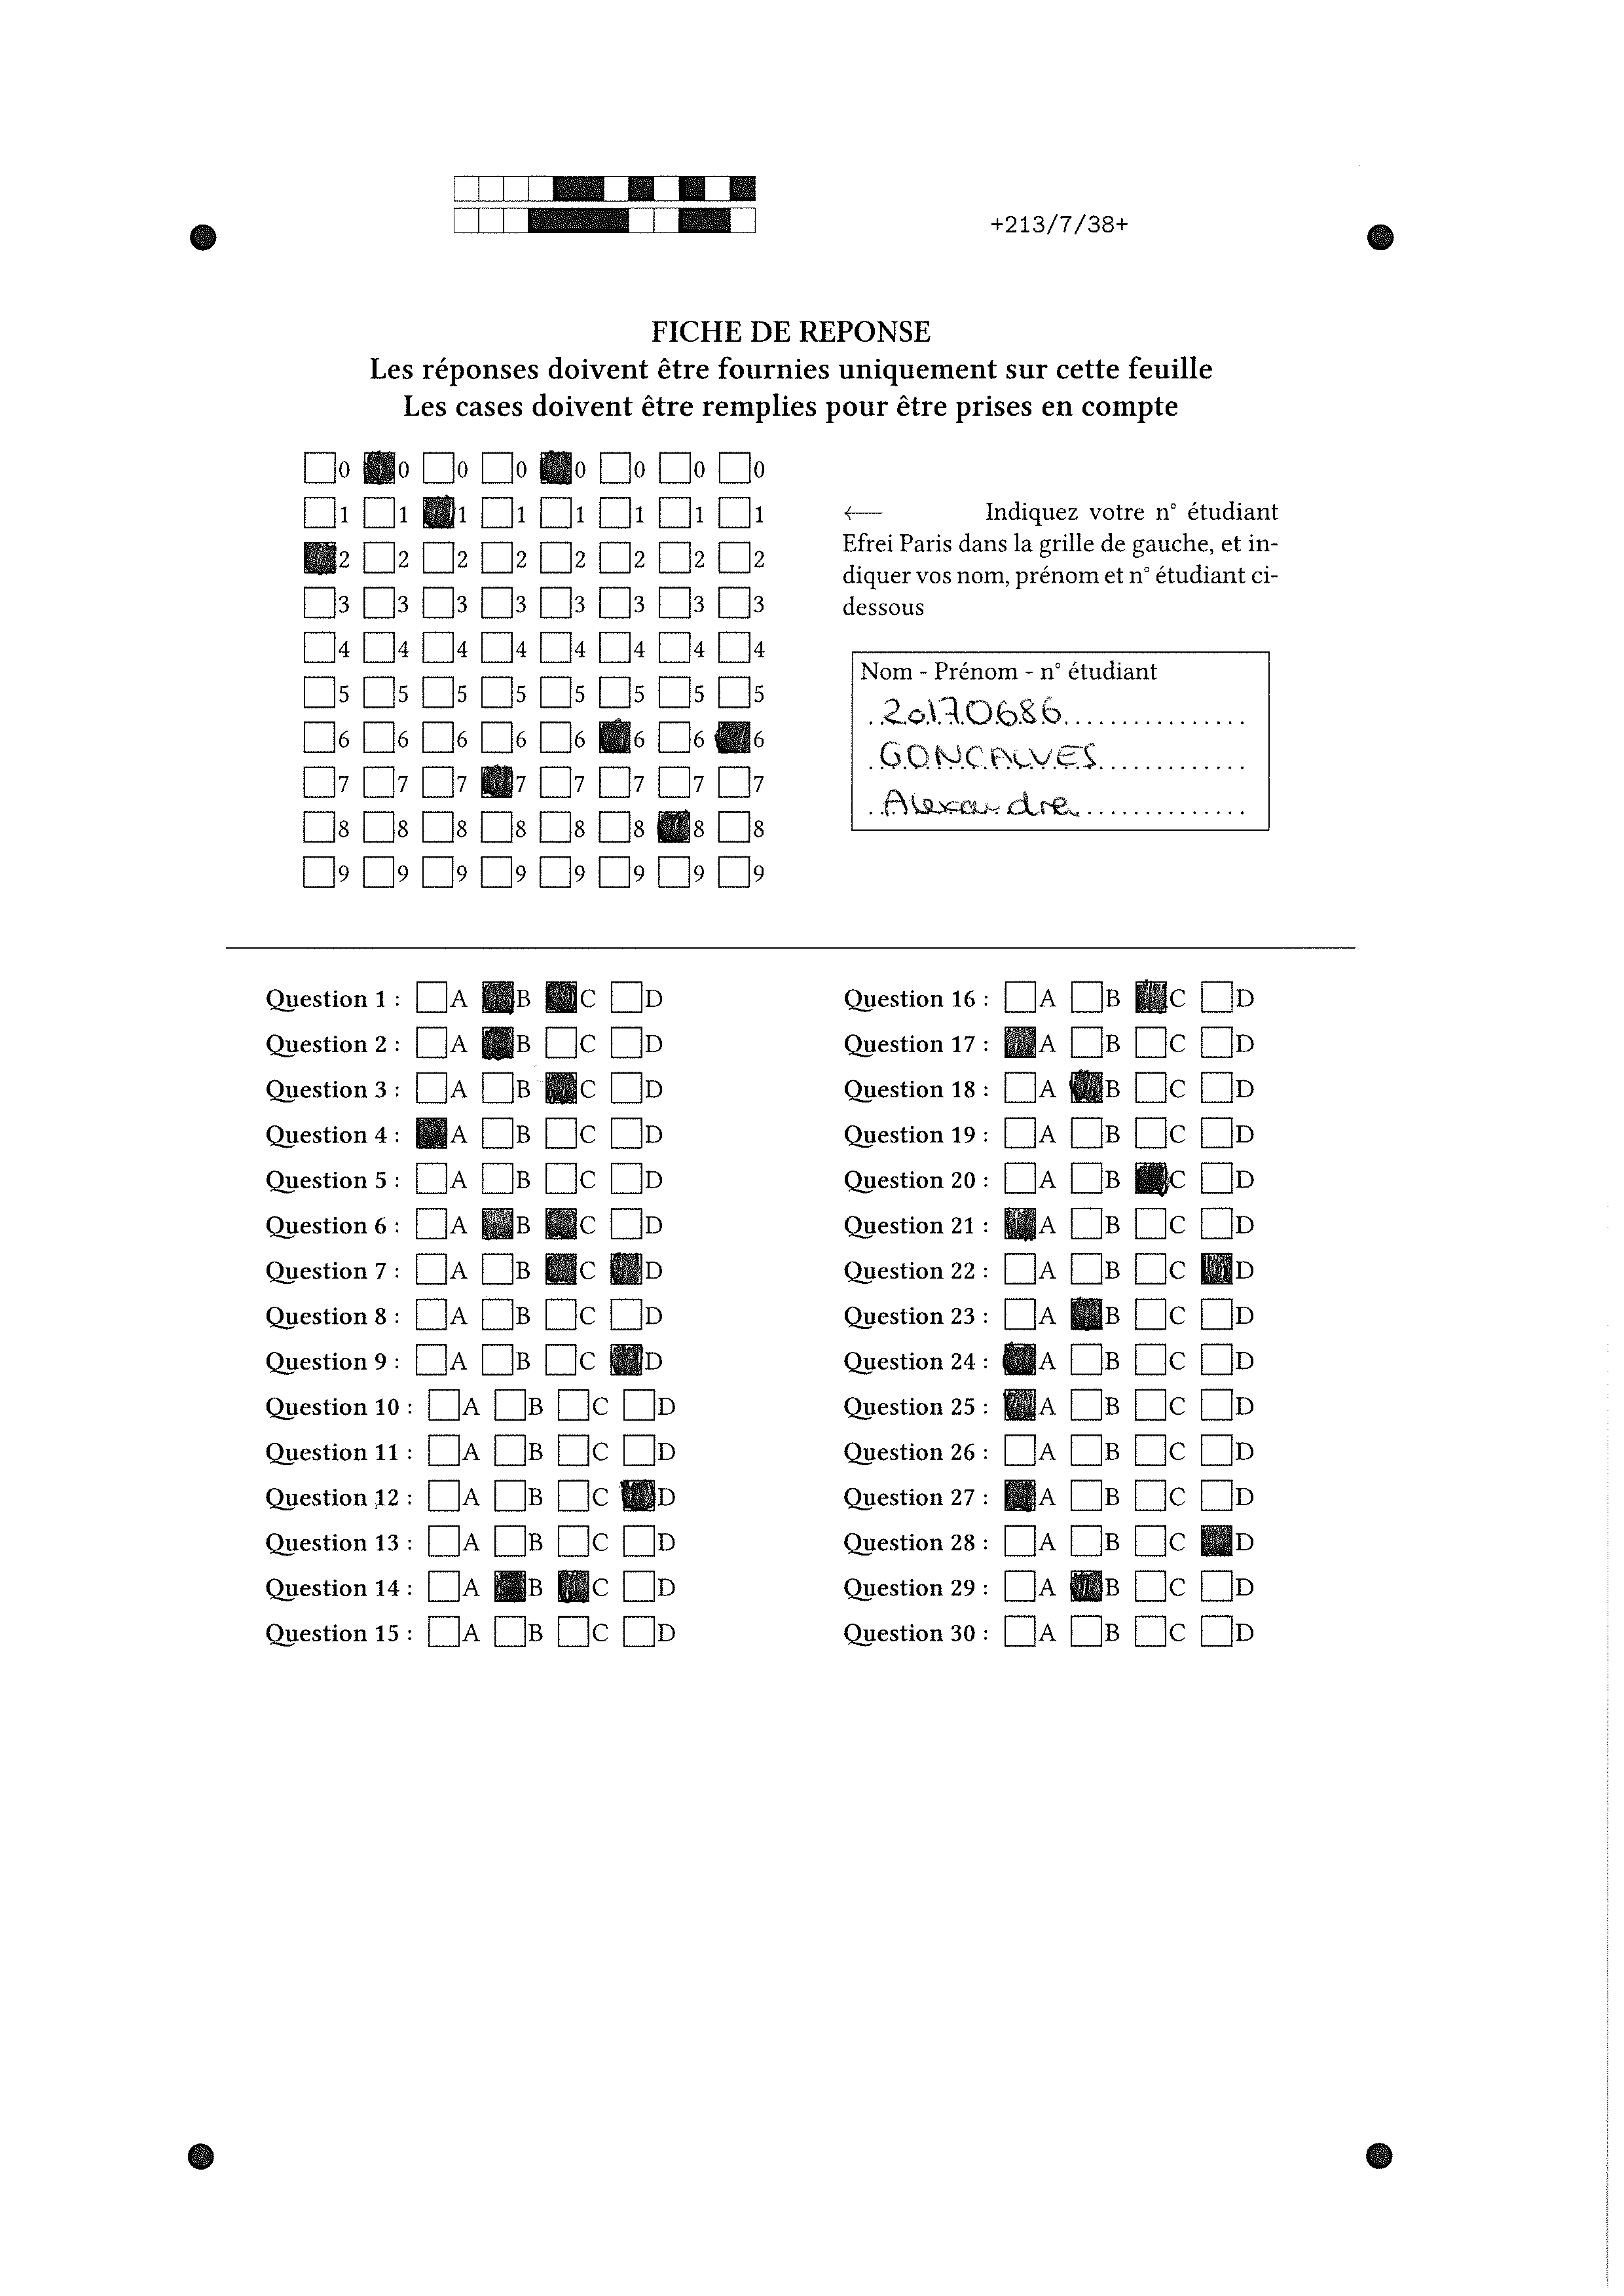 +213/7/38+
FICHE DE REPONSE
Les réponses doivent être fournies uniquement sur cette feuille
Les cases doivent être remplies pour être prises en compte
0 0 0 0 0 0 0 0
1 1 1 1 1 1 1 1
2 2 2 2 2 2 2 2
3 3 3 3 3 3 3 3
4 4 4 4 4 4 4 4
5 5 5 5 5 5 5 5
6 6 6 6 6 6 6 6
7 7 7 7 7 7 7 7
8 8 8 8 8 8 8 8
9 9 9 9 9 9 9 9
← Indiquez votre n° étudiant
Efrei Paris dans la grille de gauche, et in-
diquer vos nom, prénom et n° étudiant ci-
dessous
Nom - Prénom - n° étudiant
20170686
GONCALVES
Alexandre
Question 1 : A B C D
Question 2 : A B C D
Question 3 : A B C D
Question 4 : A B C D
Question 5 : A B C D
Question 6 : A B C D
Question 7 : A B C D
Question 8 : A B C D
Question 9 : A B C D
Question 10 : A B C D
Question 11 : A B C D
Question 12 : A B C D
Question 13 : A B C D
Question 14 : A B C D
Question 15 : A B C D
Question 16 : A B C D
Question 17 : A B C D
Question 18 : A B C D
Question 19 : A B C D
Question 20 : A B C D
Question 21 : A B C D
Question 22 : A B C D
Question 23 : A B C D
Question 24 : A B C D
Question 25 : A B C D
Question 26 : A B C D
Question 27 : A B C D
Question 28 : A B C D
Question 29 : A B C D
Question 30 : A B C D